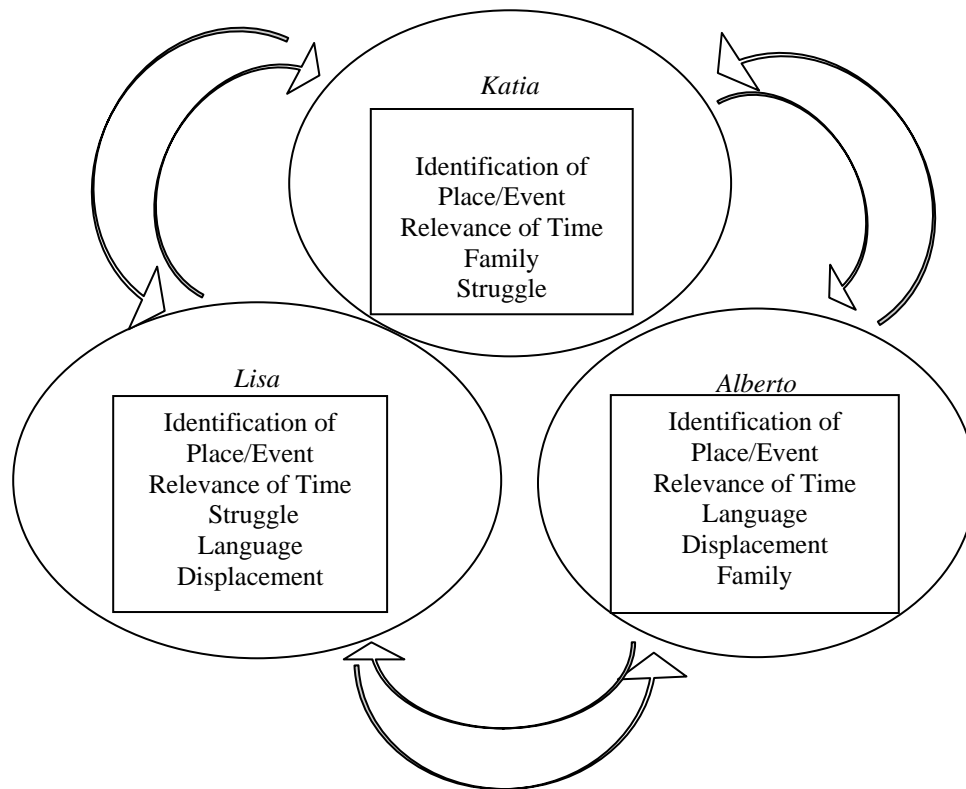 Katia
Identification of
Place/Event
Relevance of Time
Family
Struggle
Lisa
Identification of
Place/Event
Relevance of Time
Struggle
Language
Displacement
Alberto
Identification of
Place/Event
Relevance of Time
Language
Displacement
Family